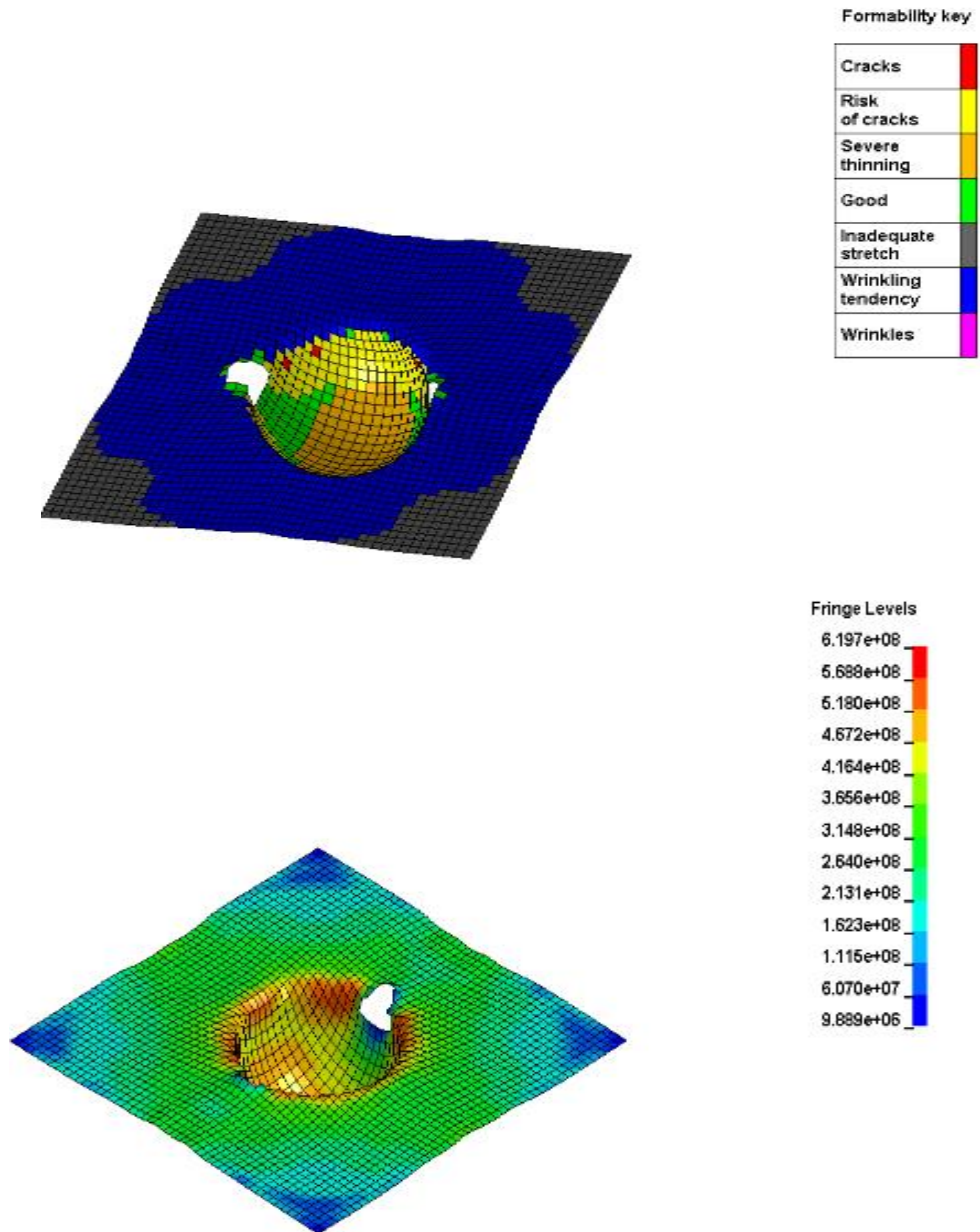 Formability key
Cracks
Risk
of cracks
Severe
thinning
Good
Inadequate
stretch
Wrinkling
tendency
Wrinkles
Fringe Levels
6.197e+08
5.688e+08
5.180e+08
4.672e+08
4.164e+08
3.656e+08
3.148e+08
2.640e+08
2.131e+08
1.623e+08
1.115e+08
6.070e+07
9.889e+06